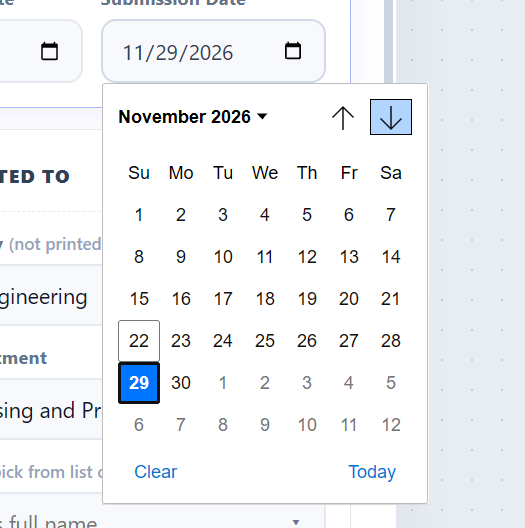 te Submission Date
11/29/2026
November 2026
Su Mo Tu We Th Fr Sa
1 2 3 4 5 6 7
8 9 10 11 12 13 14
15 16 17 18 19 20 21
22 23 24 25 26 27 28
29 30 1 2 3 4 5
6 7 8 9 10 11 12
Clear Today
TED TO
y (not printed
gineering
tment
sing and Pr
pick from list o
s full name